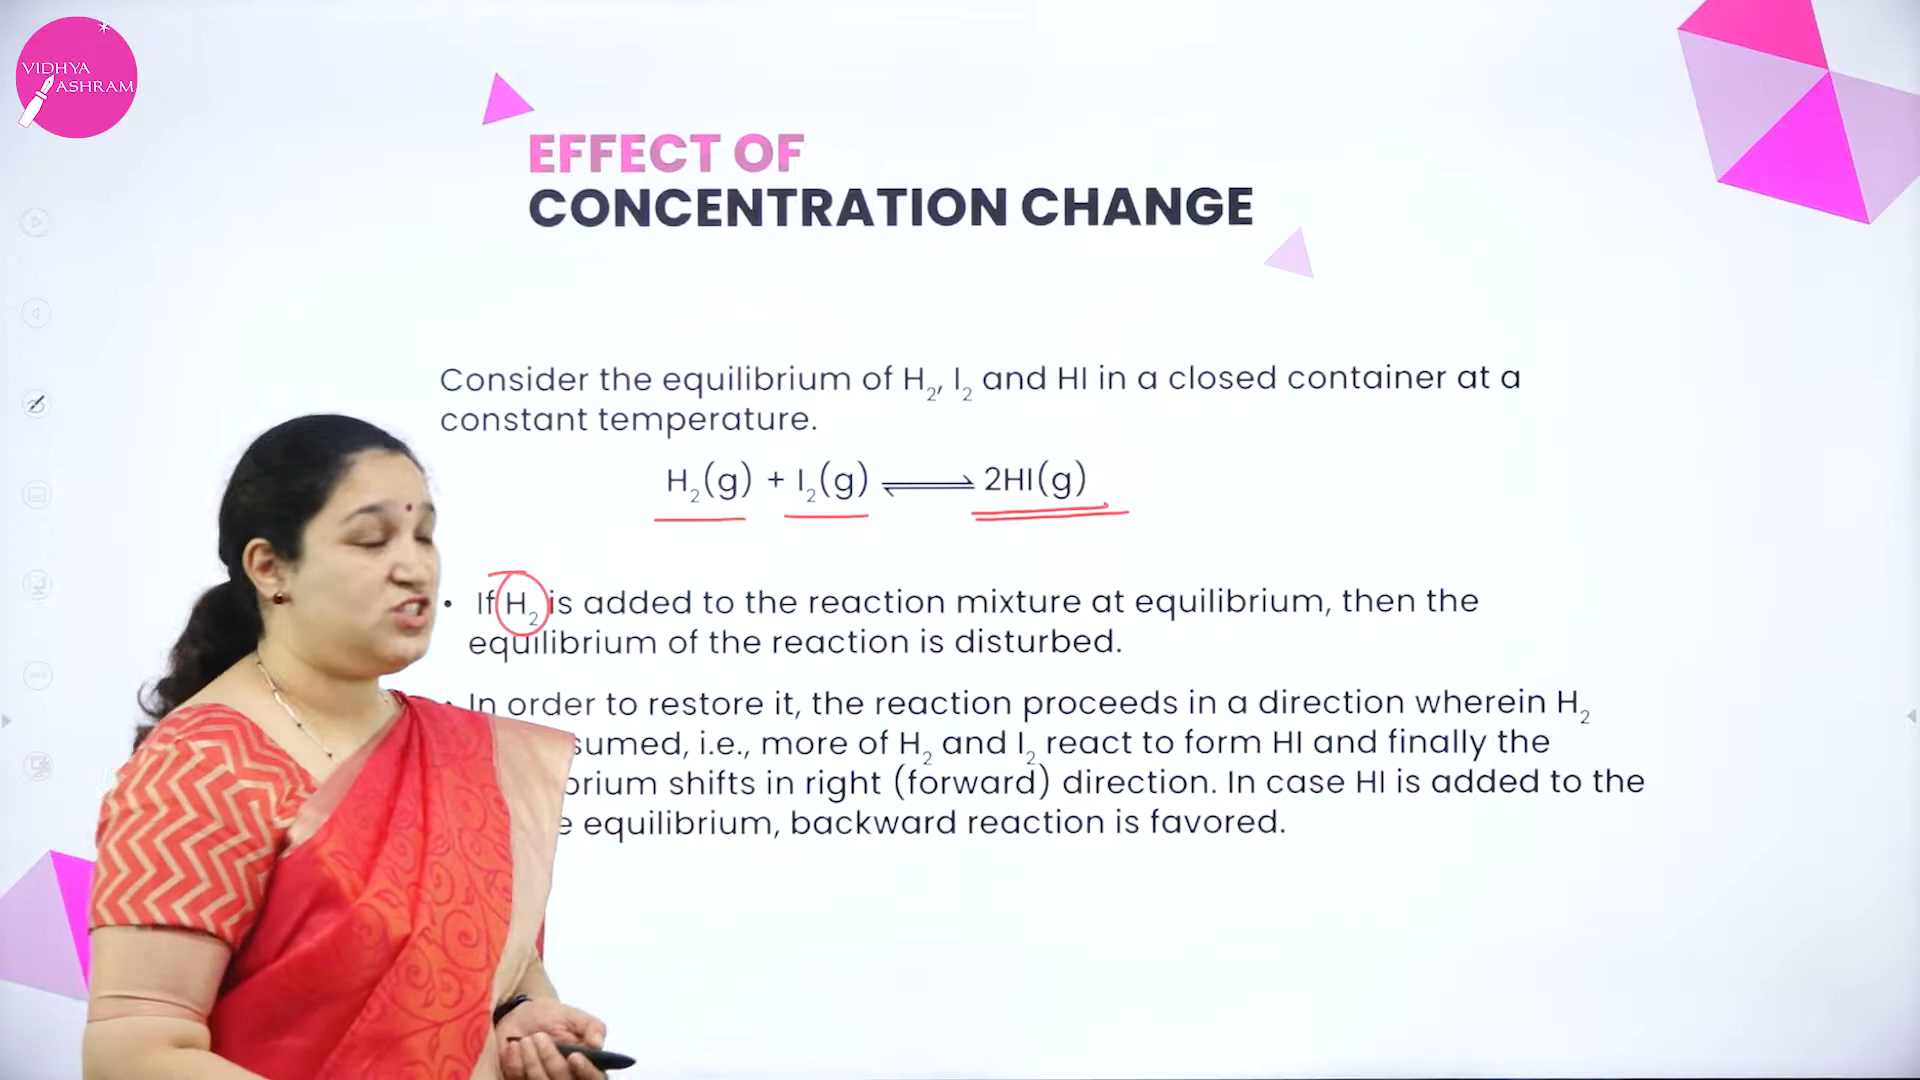 VIDHYA
ASHRAM
EFFECT OF
CONCENTRATION CHANGE
Consider the equilibrium of H₂, I₂ and HI in a closed container at a
constant temperature.
H₂(g) + I₂(g) ⇌ 2HI(g)
• If H₂ is added to the reaction mixture at equilibrium, then the
equilibrium of the reaction is disturbed.
• In order to restore it, the reaction proceeds in a direction wherein H₂
sumed, i.e., more of H₂ and I₂ react to form HI and finally the
brium shifts in right (forward) direction. In case HI is added to the
e equilibrium, backward reaction is favored.